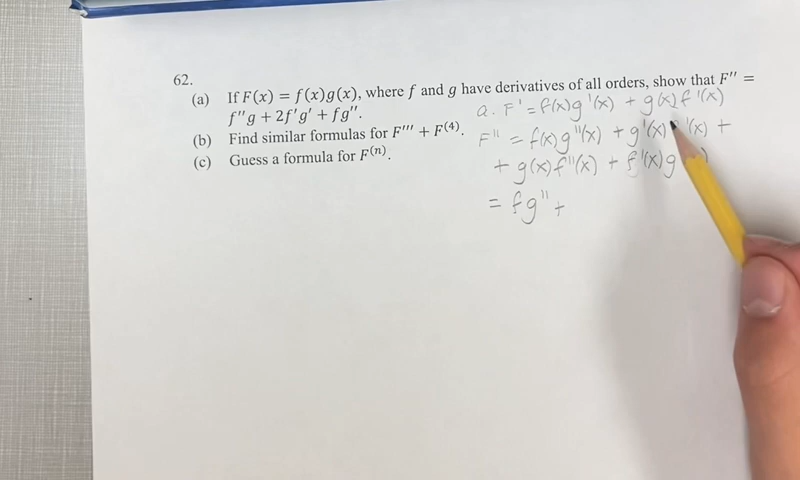 62.
(a) If F(x) = f(x)g(x), where f and g have derivatives of all orders, show that F″ =
f″g + 2f′g′ + fg″.
(b) Find similar formulas for F‴ + F⁽⁴⁾.
(c) Guess a formula for F⁽ⁿ⁾.
a. F' = f(x)g'(x) + g(x)f'(x)
F" = f(x)g"(x) + g'(x) '(x) +
+ g(x)f"(x) + f'(x)g
= fg" +